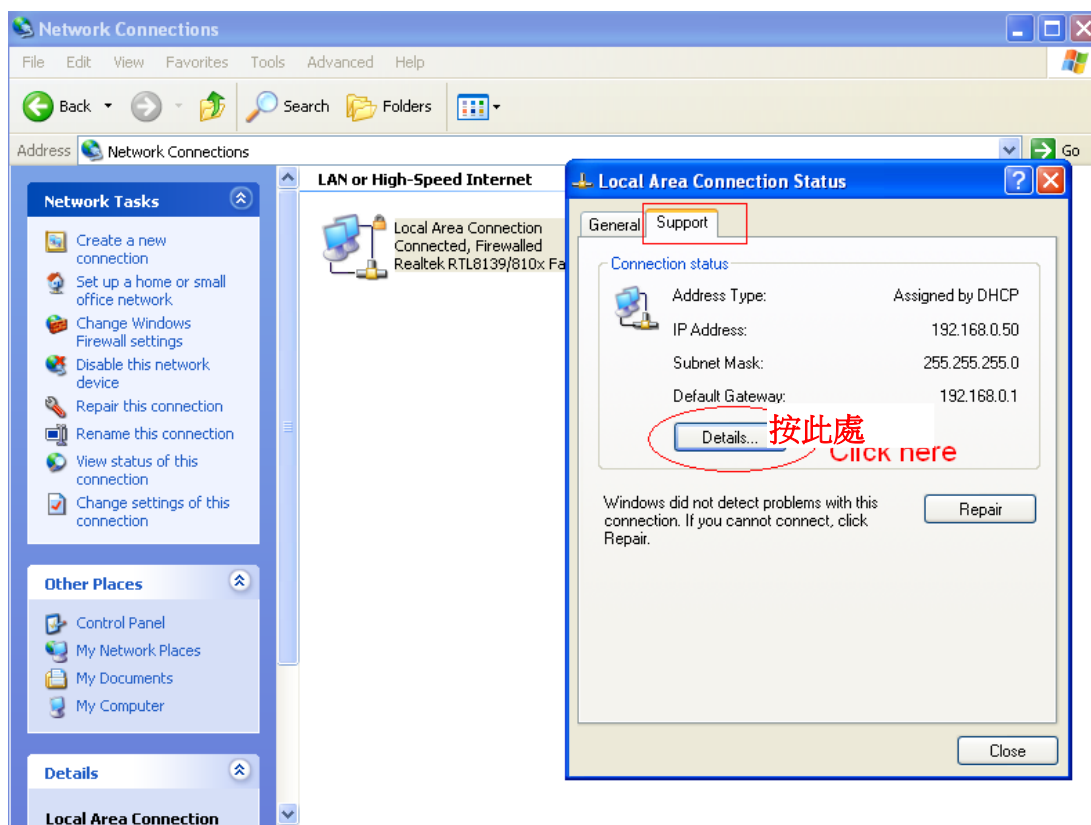 Network Connections
File Edit View Favorites Tools Advanced Help
Back Search Folders
Address Network Connections Go
Network Tasks
Create a new
connection
Set up a home or small
office network
Change Windows
Firewall settings
Disable this network
device
Repair this connection
Rename this connection
View status of this
connection
Change settings of this
connection
Other Places
Control Panel
My Network Places
My Documents
My Computer
Details
Local Area Connection
LAN or High-Speed Internet
Local Area Connection
Connected, Firewalled
Realtek RTL8139/810x Fa
Local Area Connection Status
General Support
Connection status
Address Type: Assigned by DHCP
IP Address: 192.168.0.50
Subnet Mask: 255.255.255.0
Default Gateway: 192.168.0.1
Details... 按此處
Click here
Windows did not detect problems with this
connection. If you cannot connect, click
Repair.
Repair
Close